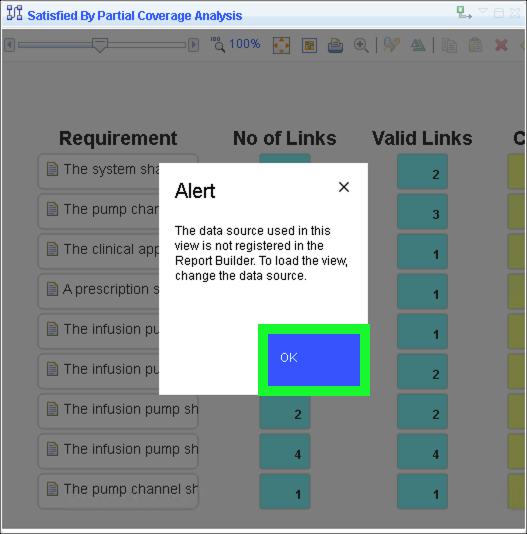 Satisfied By Partial Coverage Analysis
100 100%
Requirement No of Links Valid Links C
The system sha 2
The pump chan 3
The clinical app 1
A prescription s 1
The infusion pu 1
The infusion pu 2
The infusion pump sh 2 2
The infusion pump sh 4 4
The pump channel sh 1 1
Alert
The data source used in this
view is not registered in the
Report Builder. To load the view,
change the data source.
OK